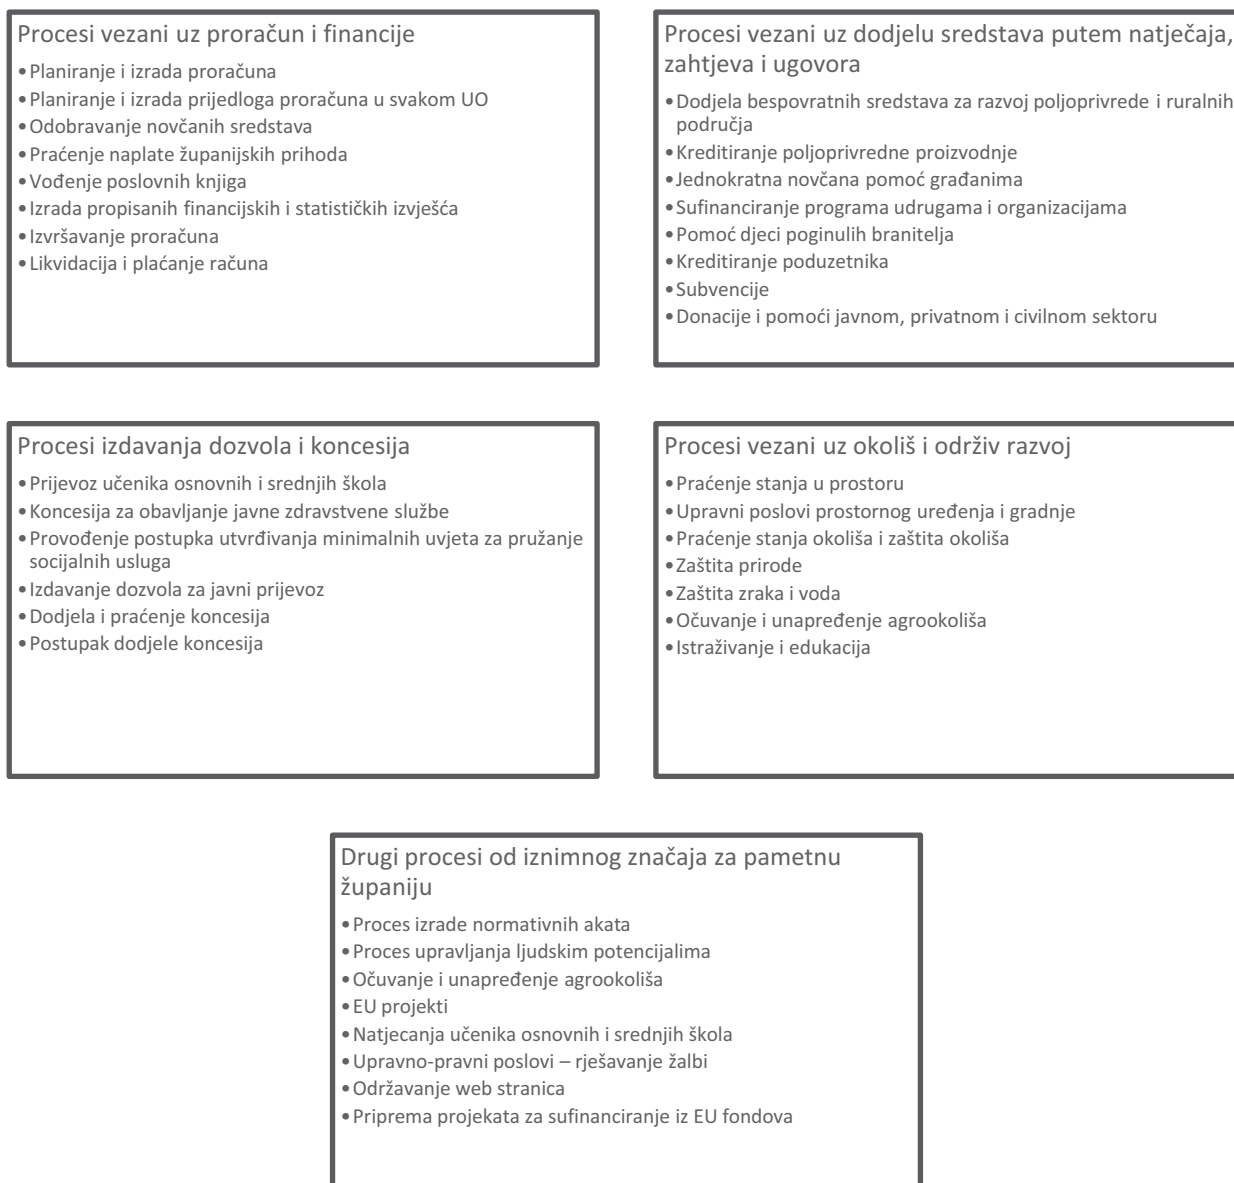 Procesi vezani uz proračun i financije
•Planiranje i izrada proračuna
•Planiranje i izrada prijedloga proračuna u svakom UO
•Odobravanje novčanih sredstava
•Praćenje naplate županijskih prihoda
•Vođenje poslovnih knjiga
•Izrada propisanih financijskih i statističkih izvješća
•Izvršavanje proračuna
•Likvidacija i plaćanje računa
Procesi vezani uz dodjelu sredstava putem natječaja,
zahtjeva i ugovora
•Dodjela bespovratnih sredstava za razvoj poljoprivrede i ruralnih
područja
•Kreditiranje poljoprivredne proizvodnje
•Jednokratna novčana pomoć građanima
•Sufinanciranje programa udrugama i organizacijama
•Pomoć djeci poginulih branitelja
•Kreditiranje poduzetnika
•Subvencije
•Donacije i pomoći javnom, privatnom i civilnom sektoru
Procesi izdavanja dozvola i koncesija
•Prijevoz učenika osnovnih i srednjih škola
•Koncesija za obavljanje javne zdravstvene službe
•Provođenje postupka utvrđivanja minimalnih uvjeta za pružanje
socijalnih usluga
•Izdavanje dozvola za javni prijevoz
•Dodjela i praćenje koncesija
•Postupak dodjele koncesija
Procesi vezani uz okoliš i održiv razvoj
•Praćenje stanja u prostoru
•Upravni poslovi prostornog uređenja i gradnje
•Praćenje stanja okoliša i zaštita okoliša
•Zaštita prirode
•Zaštita zraka i voda
•Očuvanje i unapređenje agrookoliša
•Istraživanje i edukacija
Drugi procesi od iznimnog značaja za pametnu
županiju
•Proces izrade normativnih akata
•Proces upravljanja ljudskim potencijalima
•Očuvanje i unapređenje agrookoliša
•EU projekti
•Natjecanja učenika osnovnih i srednjih škola
•Upravno-pravni poslovi – rješavanje žalbi
•Održavanje web stranica
•Priprema projekata za sufinanciranje iz EU fondova